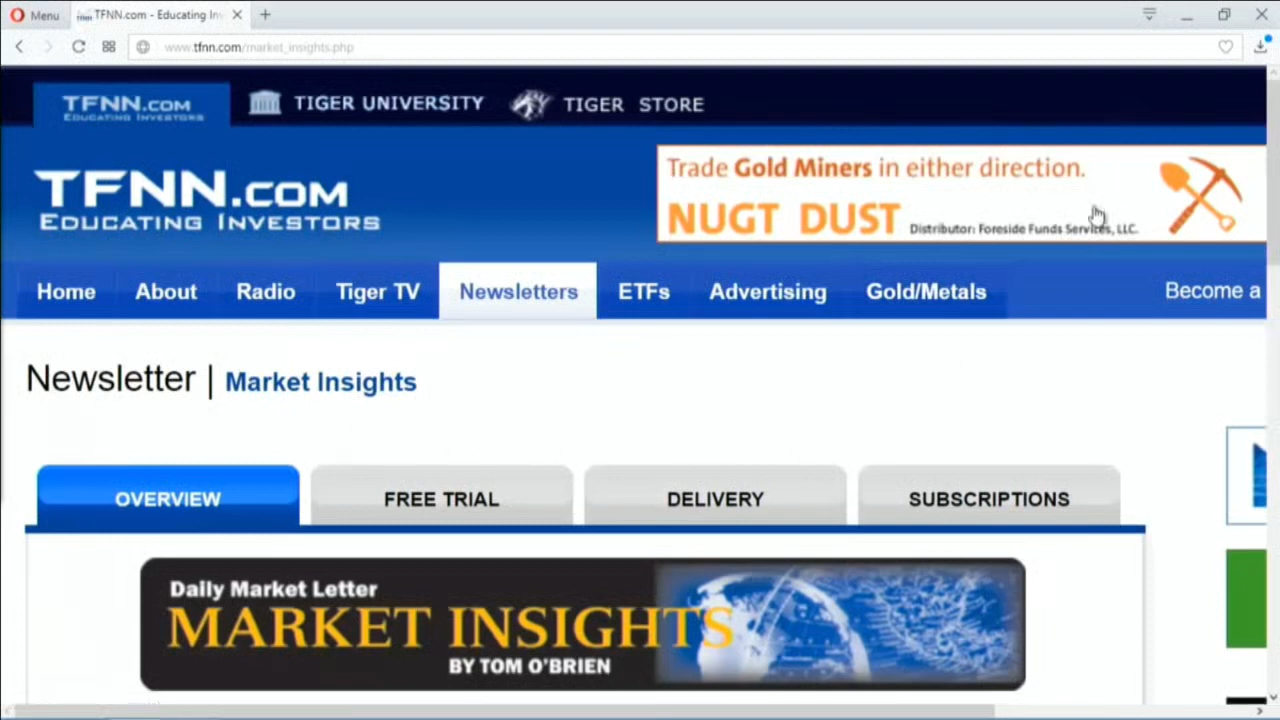 Menu
TFNN.com - Educating In
www.tfnn.com/market_insights.php
TFNN.COM
EDUCATING INVESTORS
TIGER UNIVERSITY
TIGER STORE
TFNN.COM
EDUCATING INVESTORS
Trade Gold Miners in either direction.
NUGT DUST
Distributor: Foreside Funds Services, LLC.
Home
About
Radio
Tiger TV
Newsletters
ETFs
Advertising
Gold/Metals
Become a
Newsletter | Market Insights
OVERVIEW
FREE TRIAL
DELIVERY
SUBSCRIPTIONS
Daily Market Letter
MARKET INSIGHTS
BY TOM O'BRIEN